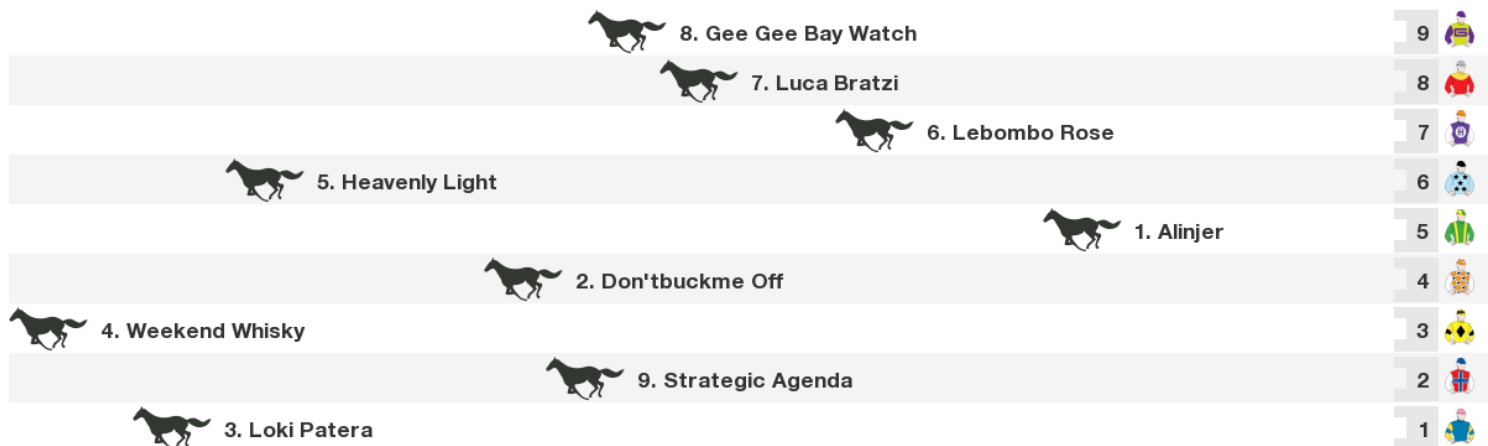 8. Gee Gee Bay Watch 9
7. Luca Bratzi 8
6. Lebombo Rose 7
5. Heavenly Light 6
1. Alinjer 5
2. Don'tbuckme Off 4
4. Weekend Whisky 3
9. Strategic Agenda 2
3. Loki Patera 1